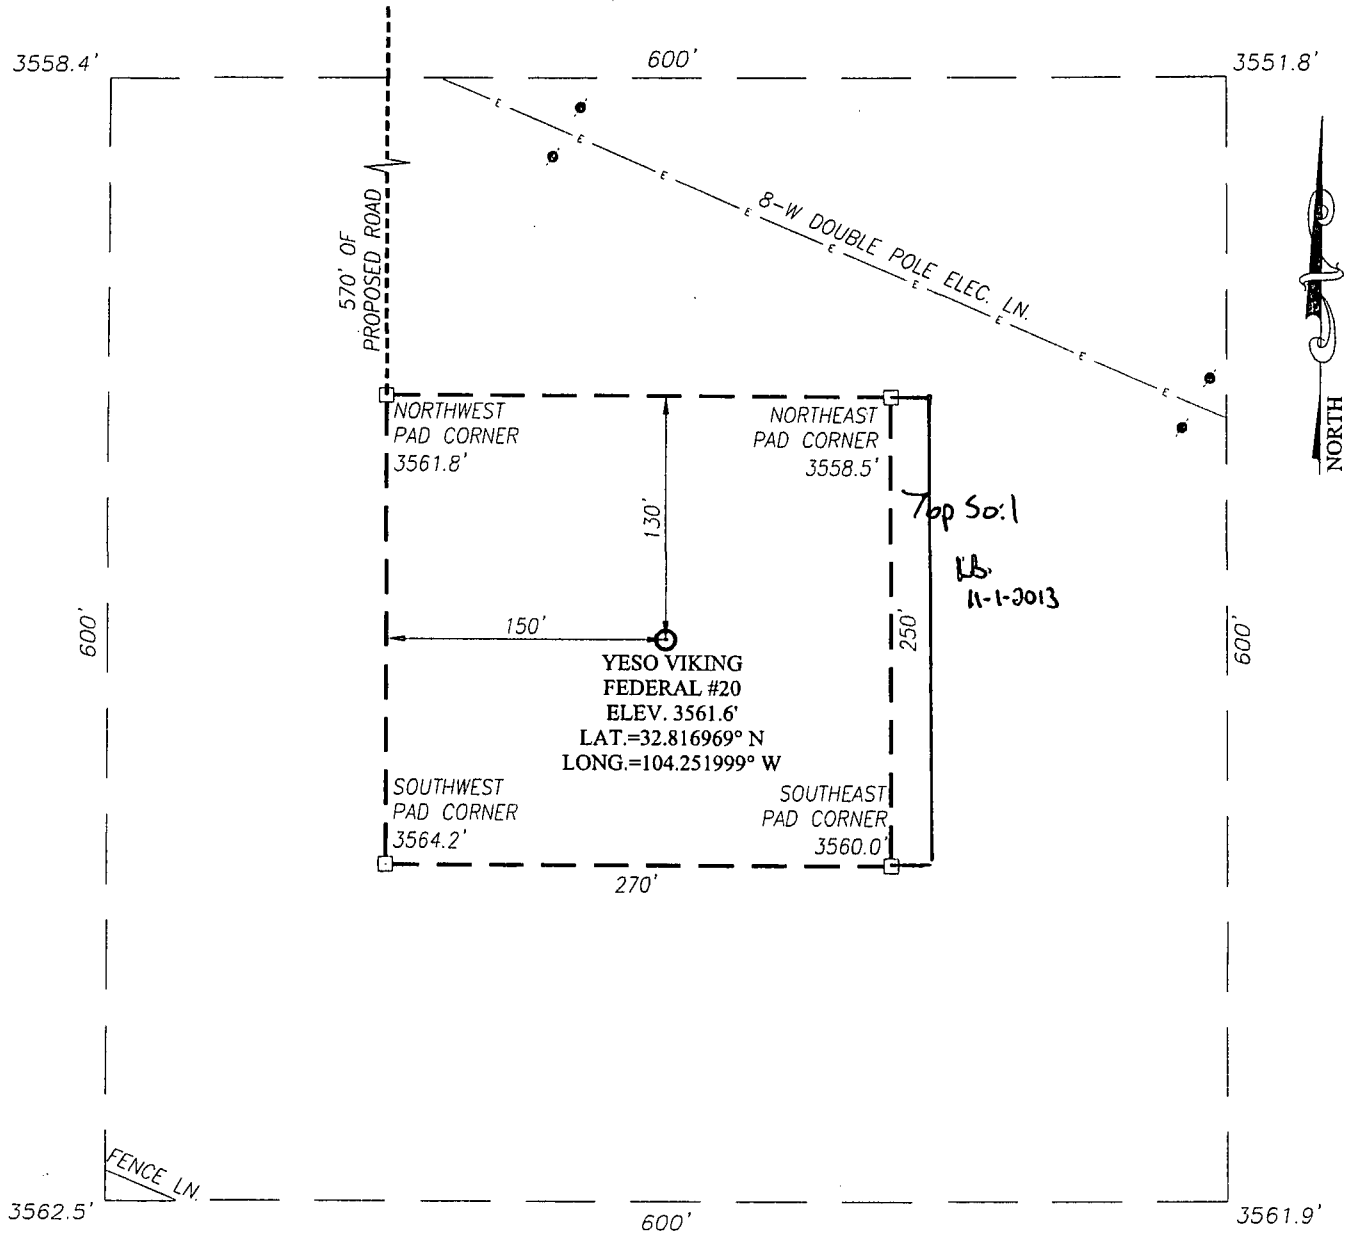 3558.4'
600'
3551.8'
E
E
E
E
E
E
E
E
E
8-W DOUBLE POLE ELEC. LN.
570' OF
PROPOSED ROAD
NORTH
NORTHWEST
PAD CORNER
3561.8'
NORTHEAST
PAD CORNER
3558.5'
130'
Top Soil
11-1-2013
600'
150'
250'
600'
YESO VIKING
FEDERAL #20
ELEV. 3561.6'
LAT.=32.816969° N
LONG.=104.251999° W
SOUTHWEST
PAD CORNER
3564.2'
SOUTHEAST
PAD CORNER
3560.0'
270'
FENCE LN.
3562.5'
600'
3561.9'